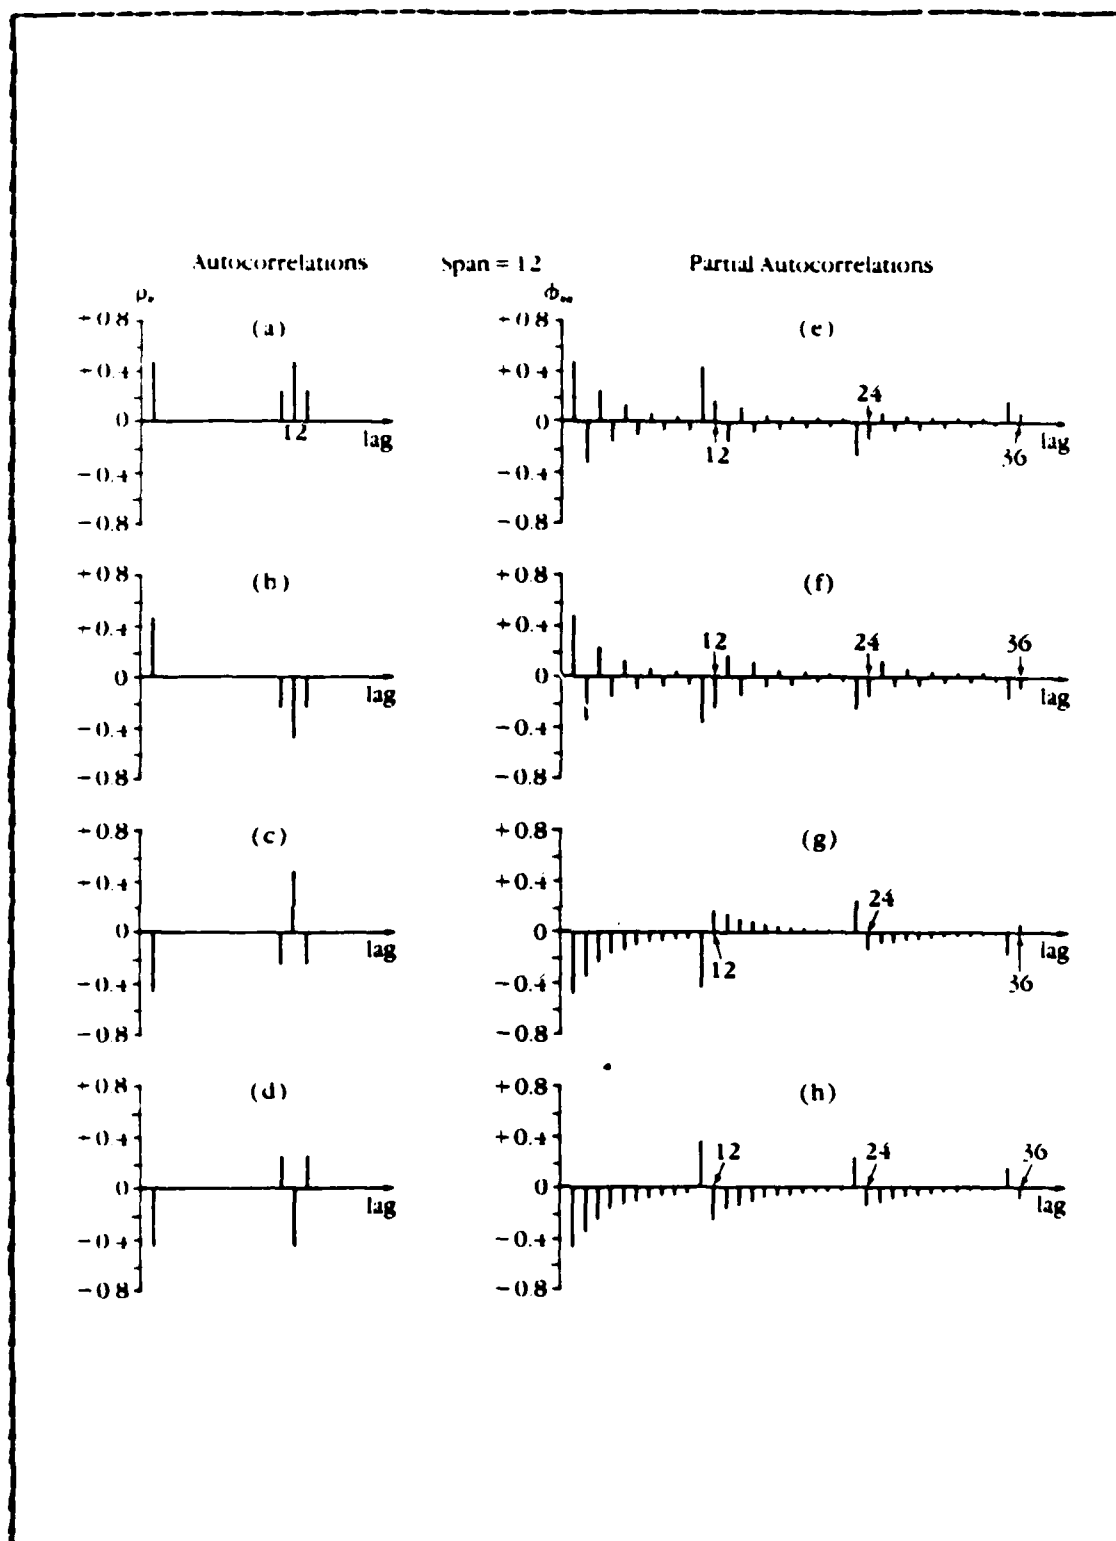 Autocorrelations Span = 12 Partial Autocorrelations
+0.8 (a) +0.8 (e)
+0.4 +0.4 24
0 12 lag 0 12 36 lag
−0.4 −0.4
−0.8 −0.8
+0.8 (b) +0.8 (f)
+0.4 +0.4 12 24 36
0 lag 0 lag
−0.4 −0.4
−0.8 −0.8
+0.8 (c) +0.8 (g)
+0.4 +0.4 24
0 lag 0 12 36 lag
−0.4 −0.4
−0.8 −0.8
+0.8 (d) +0.8 (h)
+0.4 +0.4 12 24 36
0 lag 0 lag
−0.4 −0.4
−0.8 −0.8